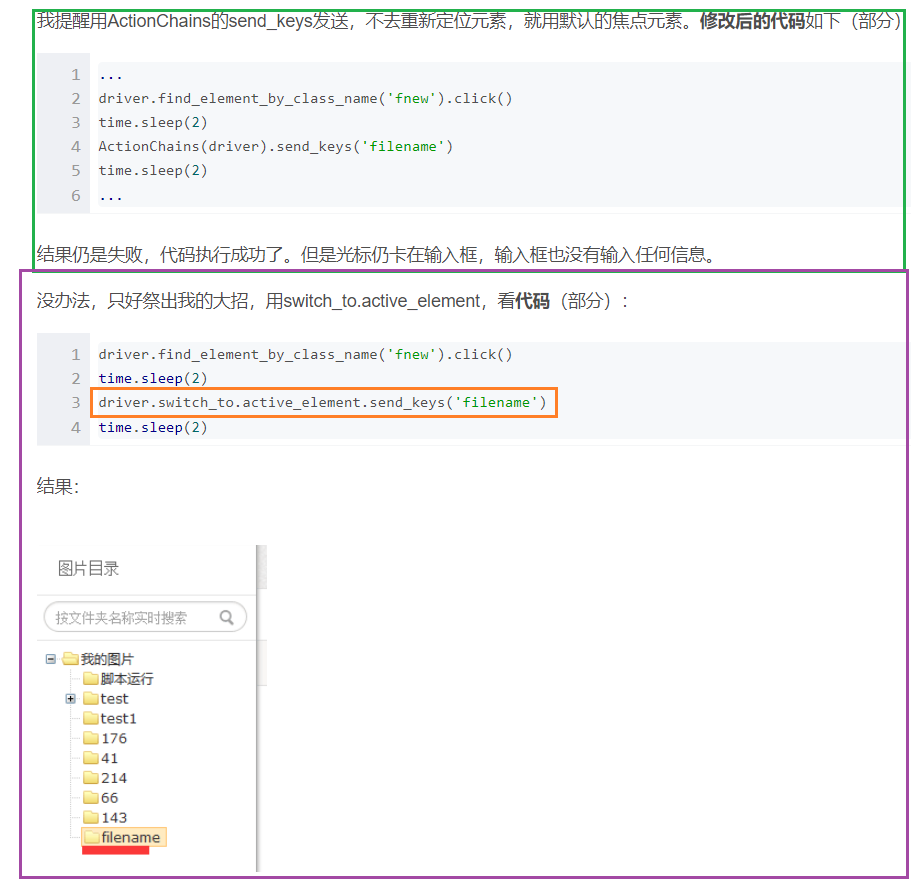 我提醒用ActionChains的send_keys发送，不去重新定位元素，就用默认的焦点元素。修改后的代码如下（部分）
1 ...
2 driver.find_element_by_class_name('fnew').click()
3 time.sleep(2)
4 ActionChains(driver).send_keys('filename')
5 time.sleep(2)
6 ...
结果仍是失败，代码执行成功了。但是光标仍卡在输入框，输入框也没有输入任何信息。
没办法，只好祭出我的大招，用switch_to.active_element，看代码（部分）：
1 driver.find_element_by_class_name('fnew').click()
2 time.sleep(2)
3 driver.switch_to.active_element.send_keys('filename')
4 time.sleep(2)
结果：
图片目录
按文件夹名称实时搜索
我的图片
脚本运行
test
test1
176
41
214
66
143
filename